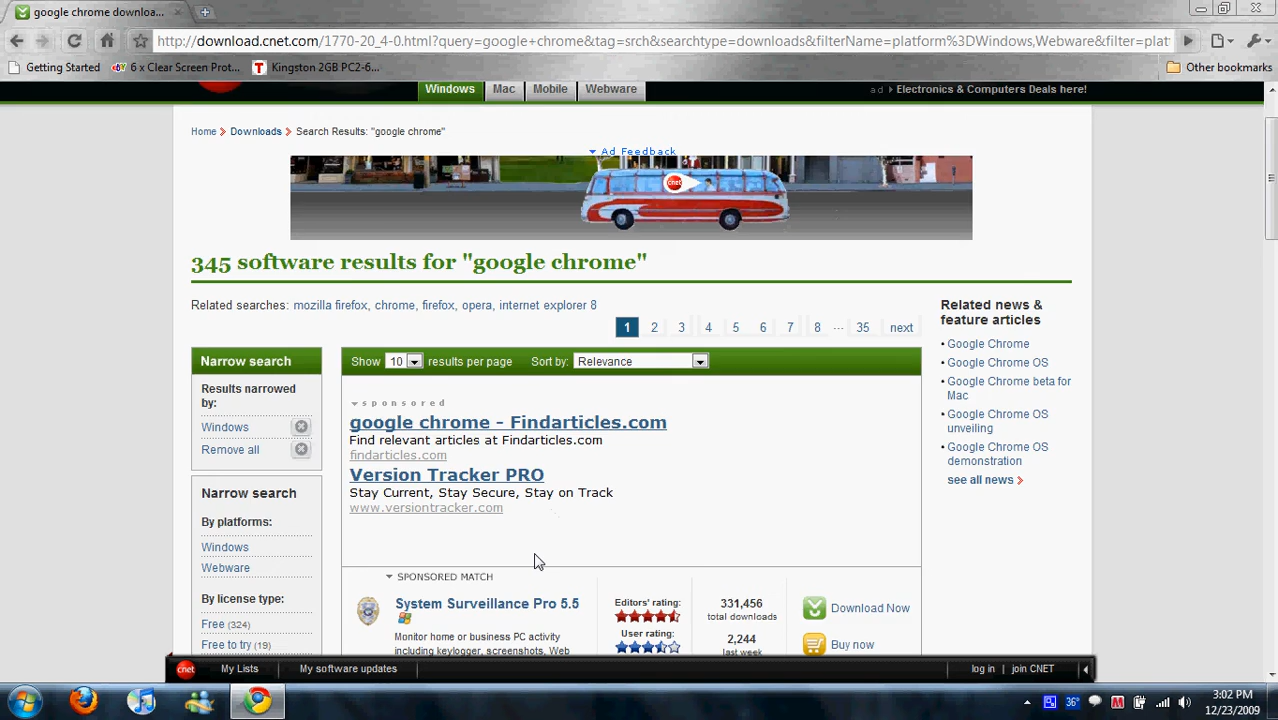 google chrome downloa...
http://download.cnet.com/1770-20_4-0.html?query=google+chrome&tag=srch&searchtype=downloads&filterName=platform%3DWindows,Webware&filter=plat
Getting Started
6 x Clear Screen Prot...
Kingston 2GB PC2-6...
Other bookmarks
Windows
Mac
Mobile
Webware
ad
Electronics & Computers Deals here!
Home
Downloads
Search Results: "google chrome"
Ad Feedback
cnet
345 software results for "google chrome"
Related searches: mozilla firefox, chrome, firefox, opera, internet explorer 8
1 2 3 4 5 6 7 8 ... 35 next
Narrow search
Results narrowed
by:
Windows
Remove all
Narrow search
By platforms:
Windows
Webware
By license type:
Free (324)
Free to try (19)
Show 10 results per page
Sort by: Relevance
sponsored
google chrome - Findarticles.com
Find relevant articles at Findarticles.com
findarticles.com
Version Tracker PRO
Stay Current, Stay Secure, Stay on Track
www.versiontracker.com
SPONSORED MATCH
System Surveillance Pro 5.5
Monitor home or business PC activity
including keylogger, screenshots, Web
Editors' rating:
User rating:
331,456
total downloads
2,244
last week
Download Now
Buy now
Related news &
feature articles
• Google Chrome
• Google Chrome OS
• Google Chrome beta for
Mac
• Google Chrome OS
unveiling
• Google Chrome OS
demonstration
see all news
cnet
My Lists
My software updates
log in
join CNET
36°
3:02 PM
12/23/2009